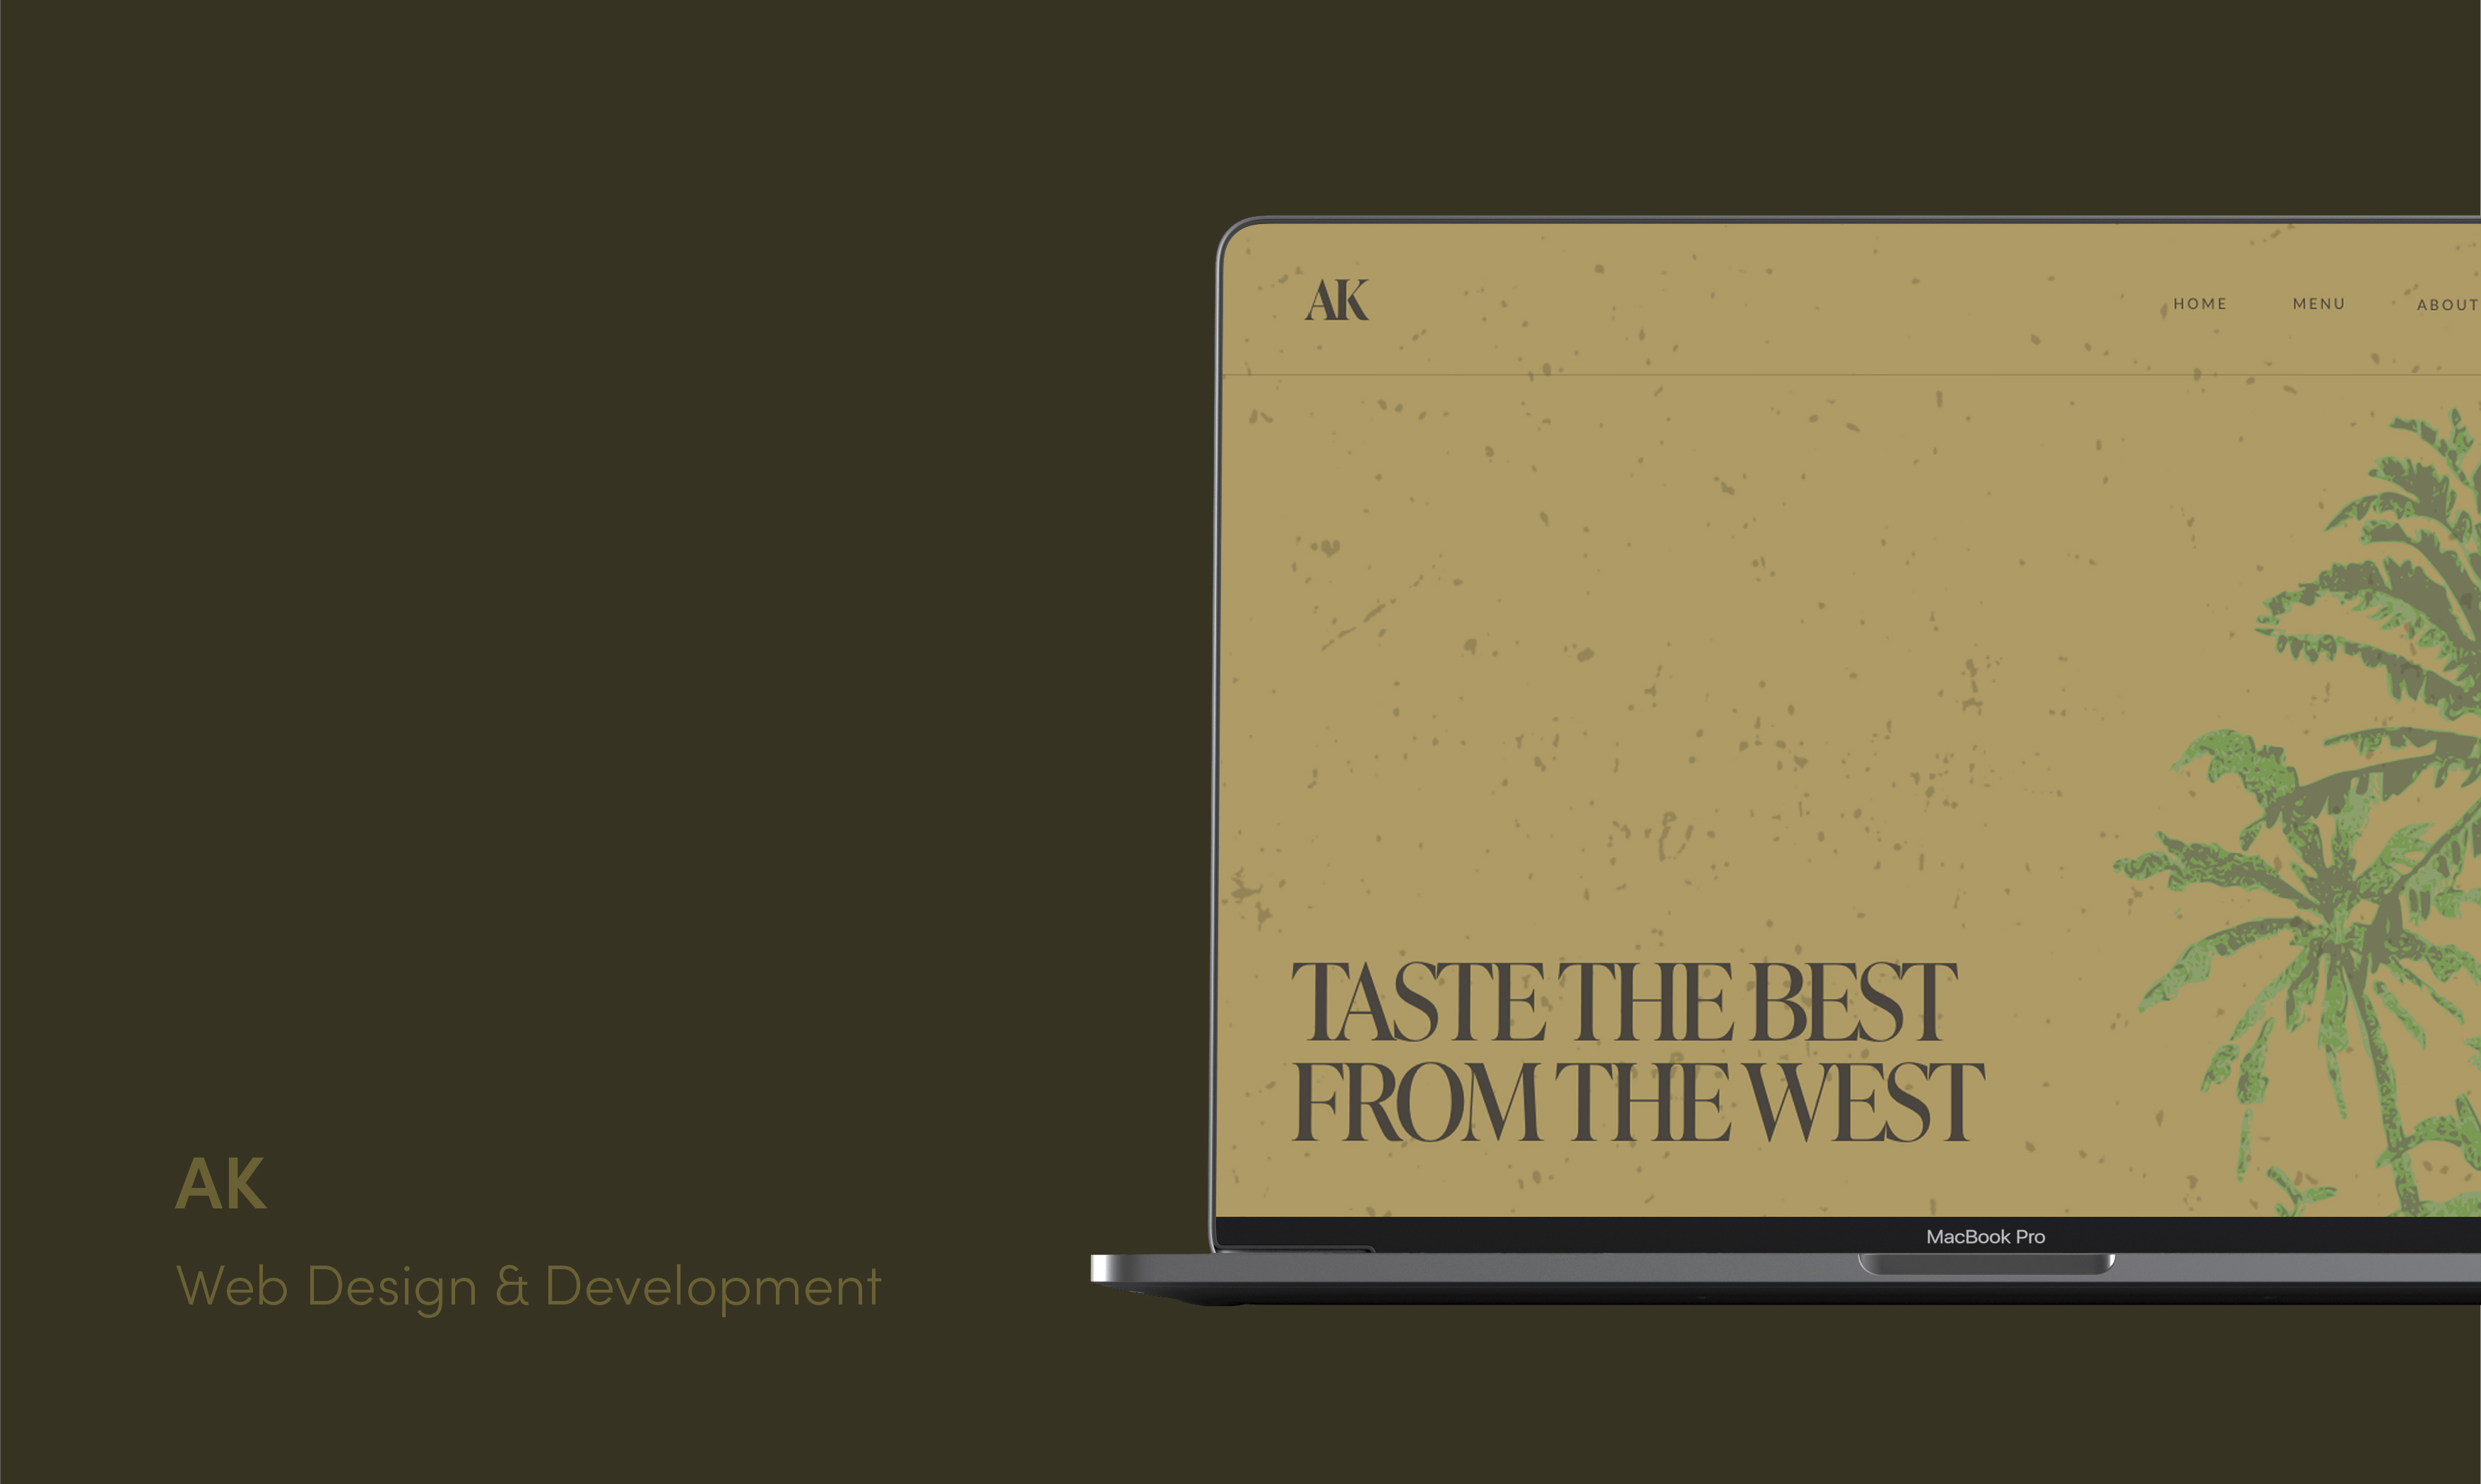 AK
Web Design & Development
AK
HOME MENU ABOUT
TASTE THE BEST
FROM THE WEST
MacBook Pro